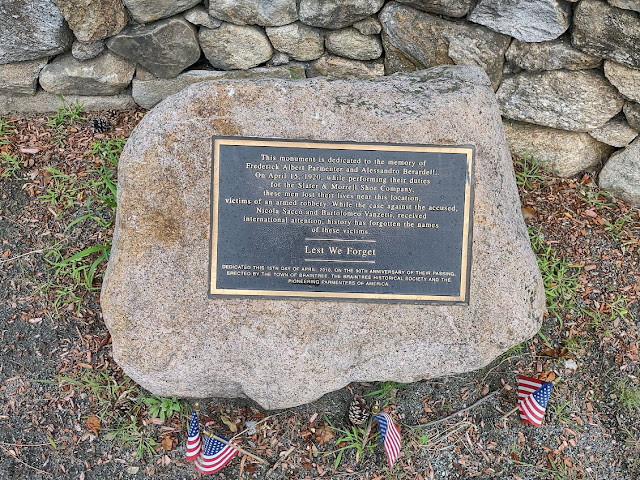 This monument is dedicated to the memory of
Frederick Albert Parmenter and Alessandro Berardelli.
On April 15, 1920, while performing their duties
for the Slater & Morrell Shoe Company,
these men lost their lives near this location,
victims of an armed robbery. While the case against the accused,
Nicola Sacco and Bartolomeo Vanzetti, received
international attention, history has forgotten the names
of these victims.
Lest We Forget
DEDICATED THIS 15TH DAY OF APRIL, 2010, ON THE 90TH ANNIVERSARY OF THEIR PASSING,
ERECTED BY THE TOWN OF BRAINTREE, THE BRAINTREE HISTORICAL SOCIETY AND THE
PIONEERING PARMENTERS OF AMERICA.